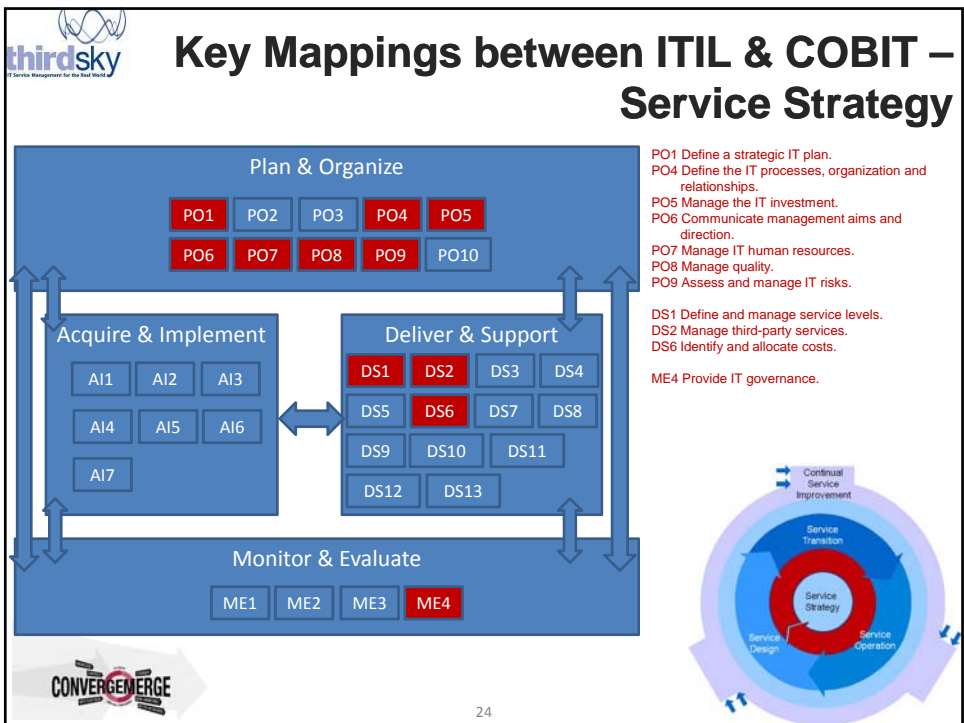 thirdsky
IT Service Management for the Real World
Key Mappings between ITIL & COBIT –
Service Strategy
Plan & Organize
PO1 PO2 PO3 PO4 PO5
PO6 PO7 PO8 PO9 PO10
Acquire & Implement
AI1 AI2 AI3
AI4 AI5 AI6
AI7
Deliver & Support
DS1 DS2 DS3 DS4
DS5 DS6 DS7 DS8
DS9 DS10 DS11
DS12 DS13
Monitor & Evaluate
ME1 ME2 ME3 ME4
PO1 Define a strategic IT plan.
PO4 Define the IT processes, organization and
relationships.
PO5 Manage the IT investment.
PO6 Communicate management aims and
direction.
PO7 Manage IT human resources.
PO8 Manage quality.
PO9 Assess and manage IT risks.
DS1 Define and manage service levels.
DS2 Manage third-party services.
DS6 Identify and allocate costs.
ME4 Provide IT governance.
Continual
Service
Improvement
Service
Transition
Service
Strategy
Service
Design
Service
Operation
CONVERGEMERGE
24